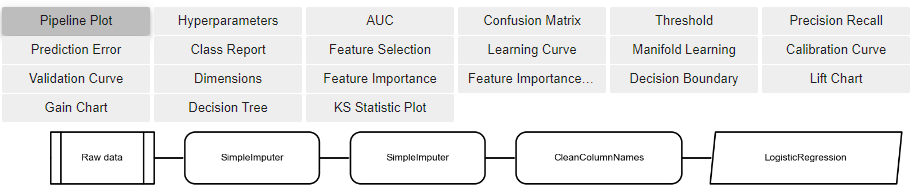 Pipeline Plot Hyperparameters AUC Confusion Matrix Threshold Precision Recall
Prediction Error Class Report Feature Selection Learning Curve Manifold Learning Calibration Curve
Validation Curve Dimensions Feature Importance Feature Importance... Decision Boundary Lift Chart
Gain Chart Decision Tree KS Statistic Plot
Raw data SimpleImputer SimpleImputer CleanColumnNames LogisticRegression